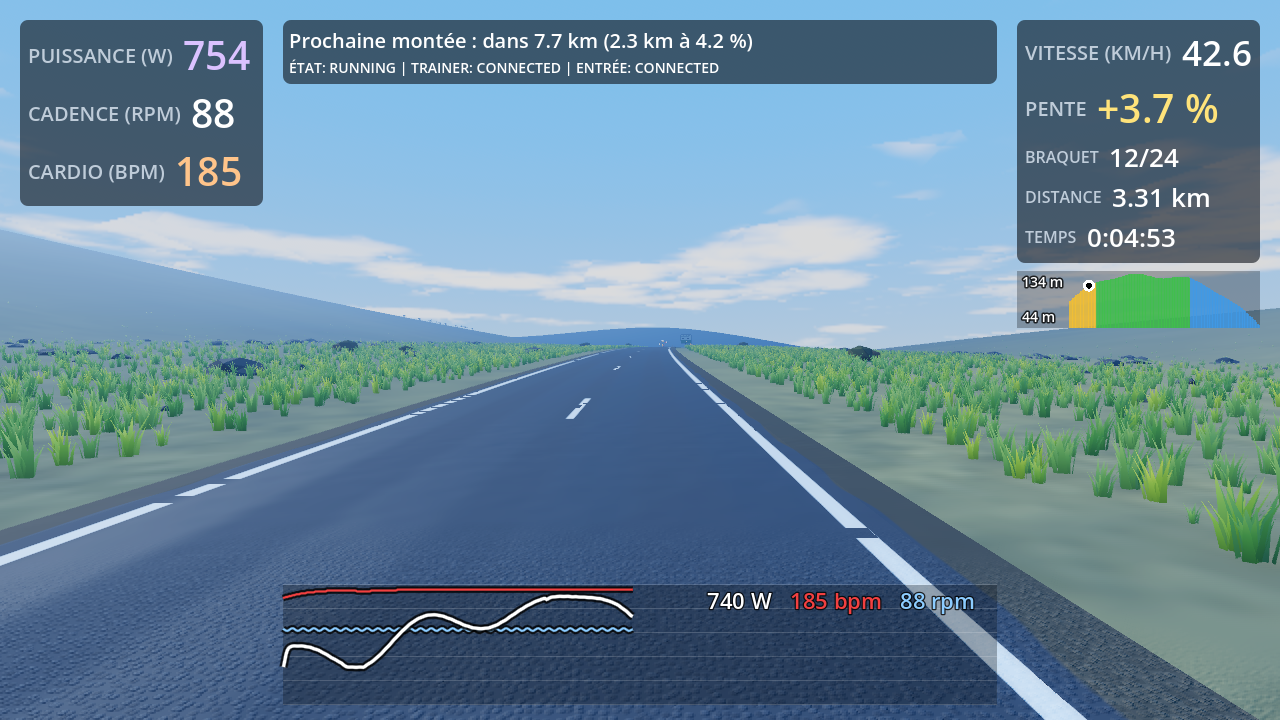 PUISSANCE (W) 754
CADENCE (RPM) 88
CARDIO (BPM) 185
Prochaine montée : dans 7.7 km (2.3 km à 4.2 %)
ÉTAT: RUNNING | TRAINER: CONNECTED | ENTRÉE: CONNECTED
VITESSE (KM/H) 42.6
PENTE +3.7 %
BRAQUET 12/24
DISTANCE 3.31 km
TEMPS 0:04:53
134 m
44 m
740 W 185 bpm 88 rpm